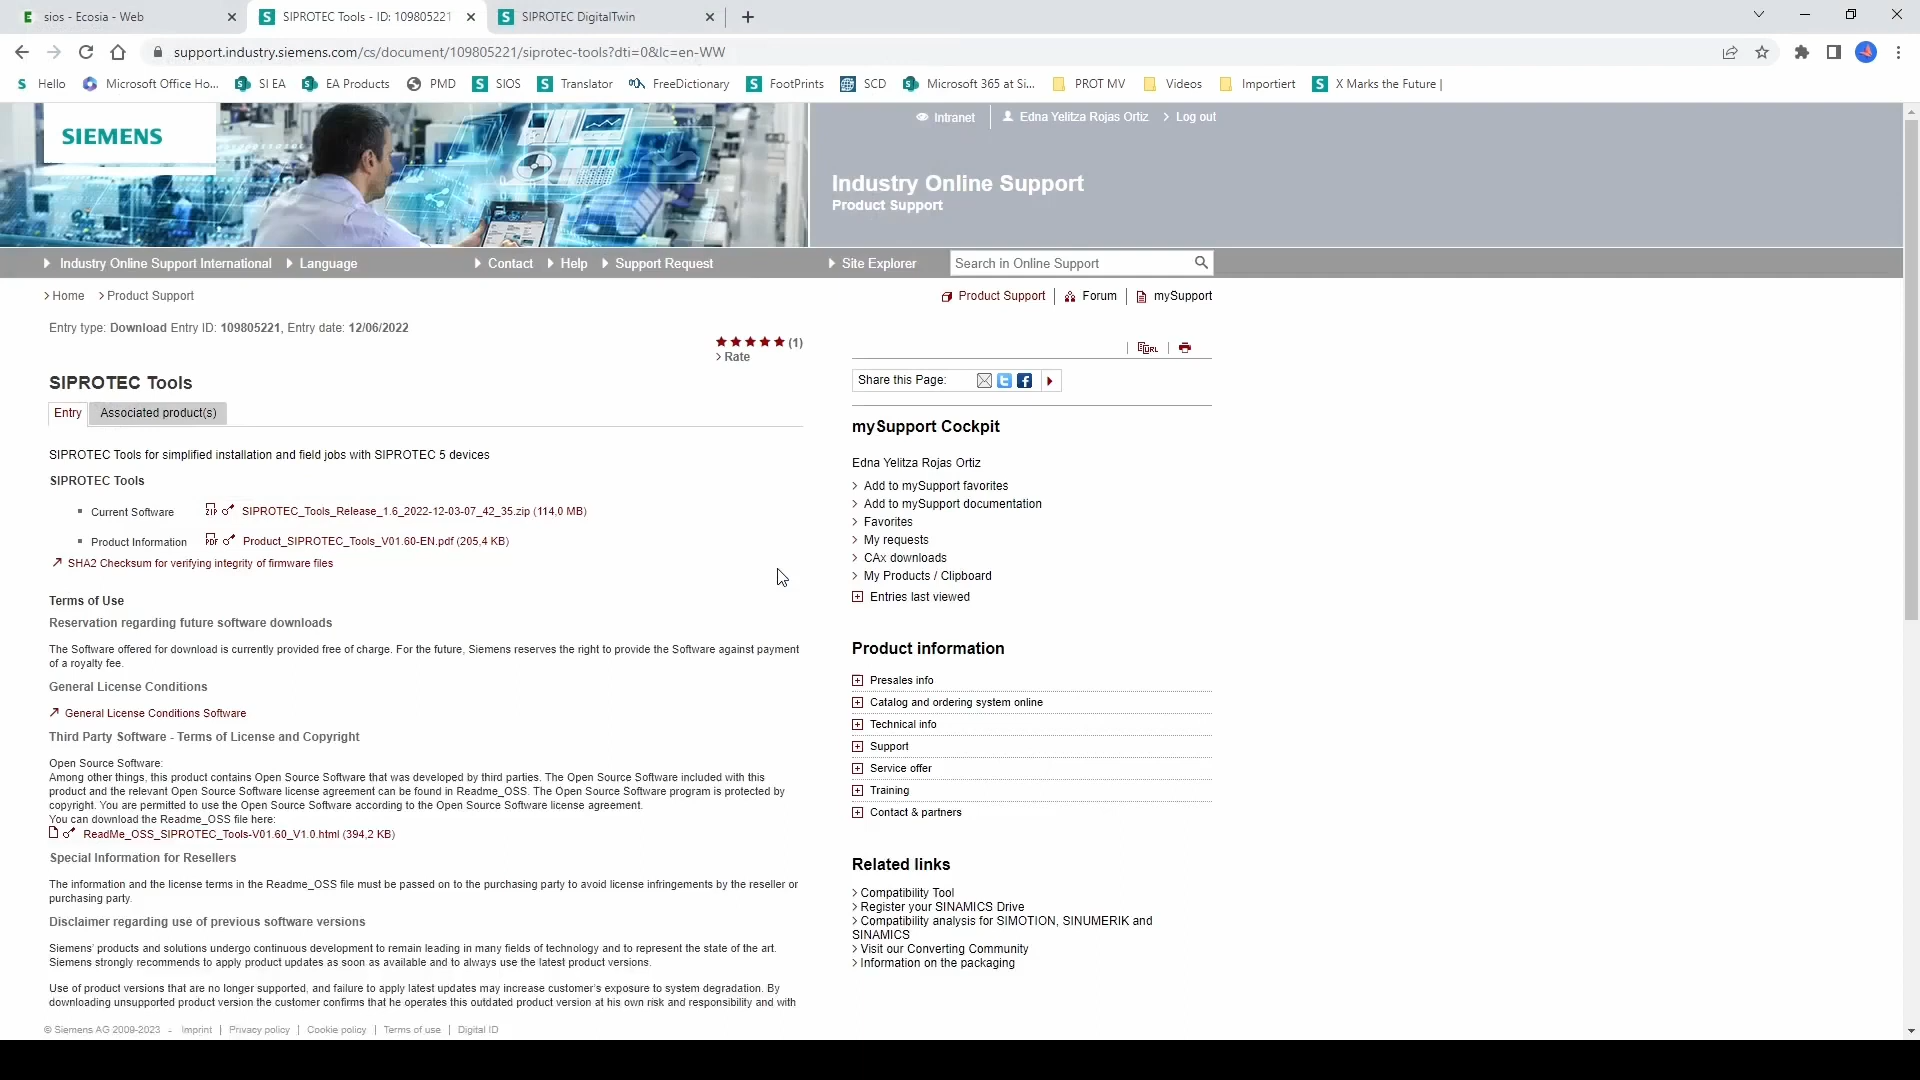 sios - Ecosia - Web
SIPROTEC Tools - ID: 109805221
SIPROTEC DigitalTwin
support.industry.siemens.com/cs/document/109805221/siprotec-tools?dti=0&lc=en-WW
Hello
Microsoft Office Ho...
SI EA
EA Products
PMD
SIOS
Translator
FreeDictionary
FootPrints
SCD
Microsoft 365 at Si...
PROT MV
Videos
Importiert
X Marks the Future |
SIEMENS
Intranet
Edna Yelitza Rojas Ortiz
Log out
Industry Online Support
Product Support
Industry Online Support International
Language
Contact
Help
Support Request
Site Explorer
Search in Online Support
Home
Product Support
Product Support
Forum
mySupport
Entry type: Download Entry ID: 109805221, Entry date: 12/06/2022
(1)
Rate
SIPROTEC Tools
Entry
Associated product(s)
SIPROTEC Tools for simplified installation and field jobs with SIPROTEC 5 devices
SIPROTEC Tools
Current Software
ZIP
SIPROTEC_Tools_Release_1.6_2022-12-03-07_42_35.zip (114,0 MB)
Product Information
PDF
Product_SIPROTEC_Tools_V01.60-EN.pdf (205,4 KB)
SHA2 Checksum for verifying integrity of firmware files
Terms of Use
Reservation regarding future software downloads
The Software offered for download is currently provided free of charge. For the future, Siemens reserves the right to provide the Software against payment
of a royalty fee.
General License Conditions
General License Conditions Software
Third Party Software - Terms of License and Copyright
Open Source Software:
Among other things, this product contains Open Source Software that was developed by third parties. The Open Source Software included with this
product and the relevant Open Source Software license agreement can be found in Readme_OSS. The Open Source Software program is protected by
copyright. You are permitted to use the Open Source Software according to the Open Source Software license agreement.
You can download the Readme_OSS file here:
ReadMe_OSS_SIPROTEC_Tools-V01.60_V1.0.html (394,2 KB)
Special Information for Resellers
The information and the license terms in the Readme_OSS file must be passed on to the purchasing party to avoid license infringements by the reseller or
purchasing party.
Disclaimer regarding use of previous software versions
Siemens' products and solutions undergo continuous development to remain leading in many fields of technology and to represent the state of the art.
Siemens strongly recommends to apply product updates as soon as available and to always use the latest product versions.
Use of product versions that are no longer supported, and failure to apply latest updates may increase customer's exposure to system degradation. By
downloading unsupported product version the customer confirms that he operates this outdated product version at his own risk and responsibility and with
URL
Share this Page:
mySupport Cockpit
Edna Yelitza Rojas Ortiz
Add to mySupport favorites
Add to mySupport documentation
Favorites
My requests
CAx downloads
My Products / Clipboard
Entries last viewed
Product information
Presales info
Catalog and ordering system online
Technical info
Support
Service offer
Training
Contact & partners
Related links
Compatibility Tool
Register your SINAMICS Drive
Compatibility analysis for SIMOTION, SINUMERIK and
SINAMICS
Visit our Converting Community
Information on the packaging
© Siemens AG 2009-2023 - Imprint | Privacy policy | Cookie policy | Terms of use | Digital ID